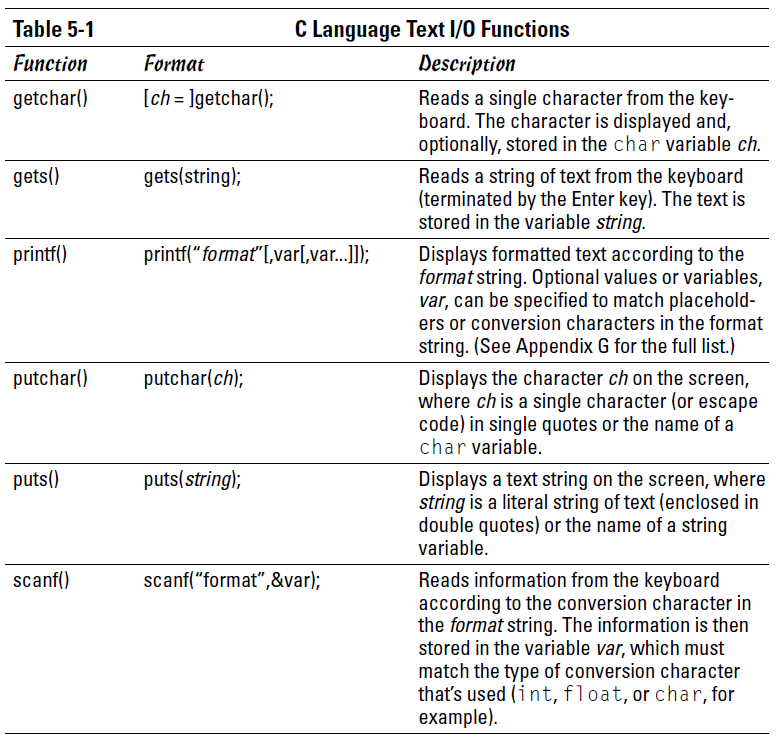 Table 5-1 C Language Text I/O Functions
Function Format Description
getchar() [ch = ]getchar(); Reads a single character from the key-
board. The character is displayed and,
optionally, stored in the char variable ch.
gets() gets(string); Reads a string of text from the keyboard
(terminated by the Enter key). The text is
stored in the variable string.
printf() printf(“format”[,var[,var...]]); Displays formatted text according to the
format string. Optional values or variables,
var, can be specified to match placehold-
ers or conversion characters in the format
string. (See Appendix G for the full list.)
putchar() putchar(ch); Displays the character ch on the screen,
where ch is a single character (or escape
code) in single quotes or the name of a
char variable.
puts() puts(string); Displays a text string on the screen, where
string is a literal string of text (enclosed in
double quotes) or the name of a string
variable.
scanf() scanf(“format”,&var); Reads information from the keyboard
according to the conversion character in
the format string. The information is then
stored in the variable var, which must
match the type of conversion character
that’s used (int, float, or char, for
example).